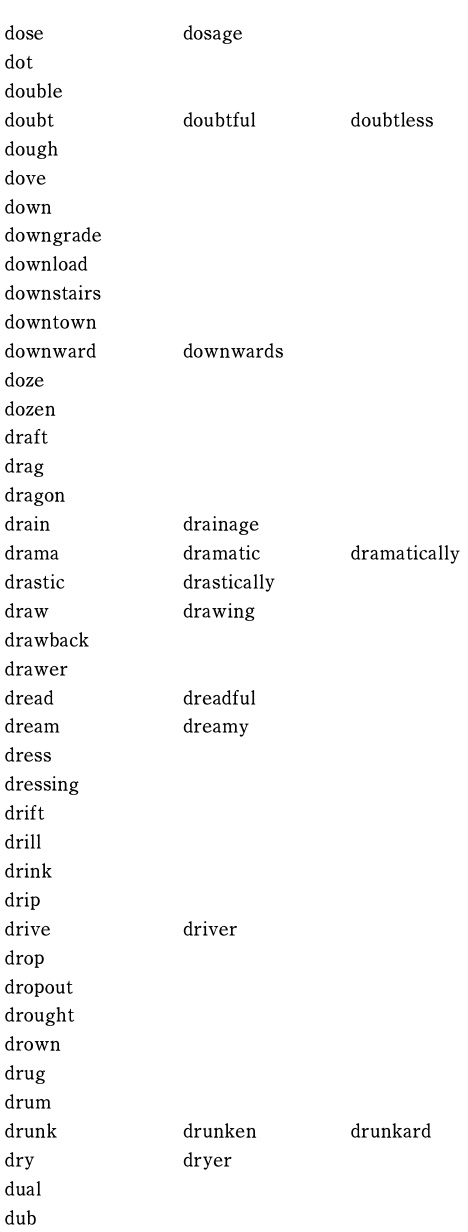 dose dosage
dot
double
doubt doubtful doubtless
dough
dove
down
downgrade
download
downstairs
downtown
downward downwards
doze
dozen
draft
drag
dragon
drain drainage
drama dramatic dramatically
drastic drastically
draw drawing
drawback
drawer
dread dreadful
dream dreamy
dress
dressing
drift
drill
drink
drip
drive driver
drop
dropout
drought
drown
drug
drum
drunk drunken drunkard
dry dryer
dual
dub